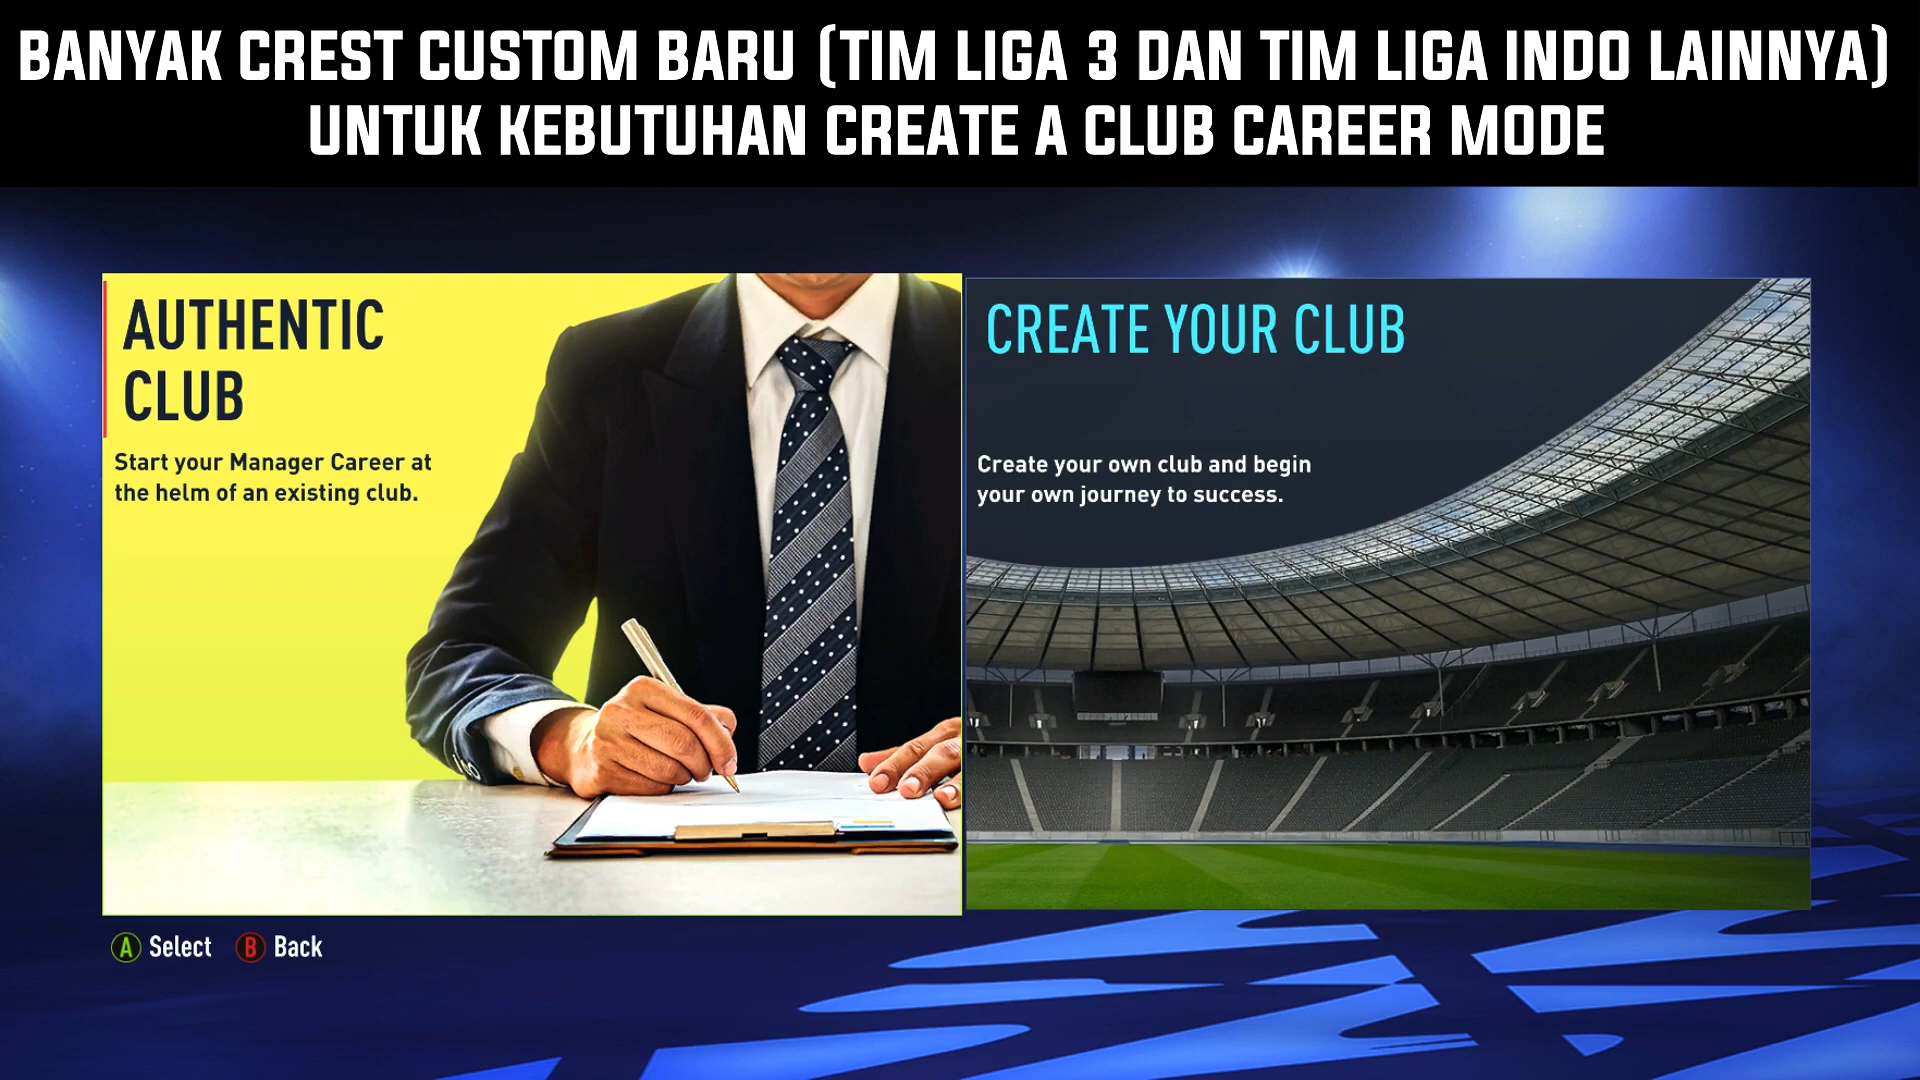 BANYAK CREST CUSTOM BARU (TIM LIGA 3 DAN TIM LIGA INDO LAINNYA)
UNTUK KEBUTUHAN CREATE A CLUB CAREER MODE
AUTHENTIC
CLUB
Start your Manager Career at
the helm of an existing club.
CREATE YOUR CLUB
Create your own club and begin
your own journey to success.
A Select B Back